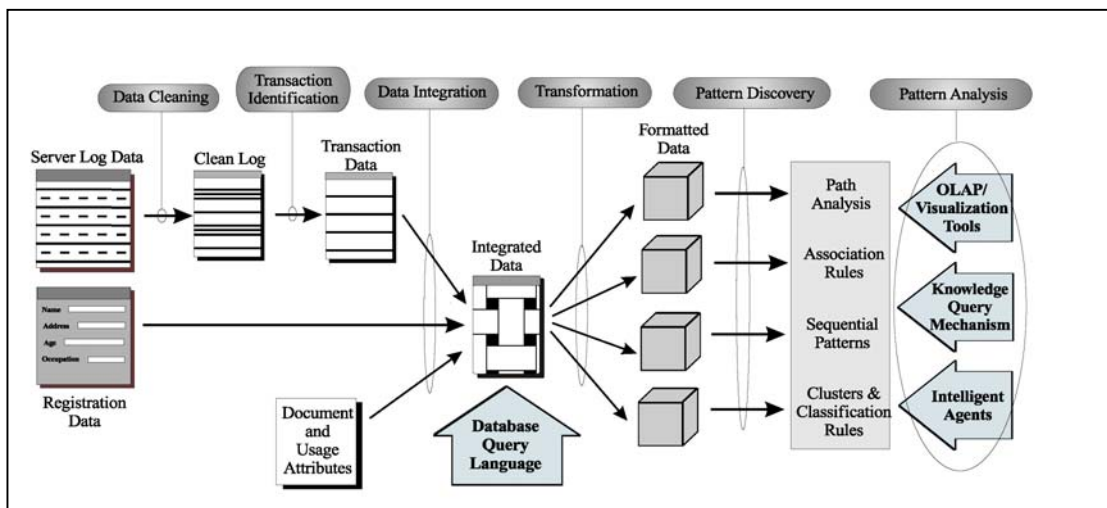 Data Cleaning
Transaction
Identification
Data Integration
Transformation
Pattern Discovery
Pattern Analysis
Server Log Data
Clean Log
Transaction
Data
Formatted
Data
Path
Analysis
OLAP/
Visualization
Tools
Integrated
Data
Association
Rules
Name
Address
Age
Occupation
Knowledge
Query
Mechanism
Sequential
Patterns
Registration
Data
Document
and
Usage
Attributes
Database
Query
Language
Clusters &
Classification
Rules
Intelligent
Agents